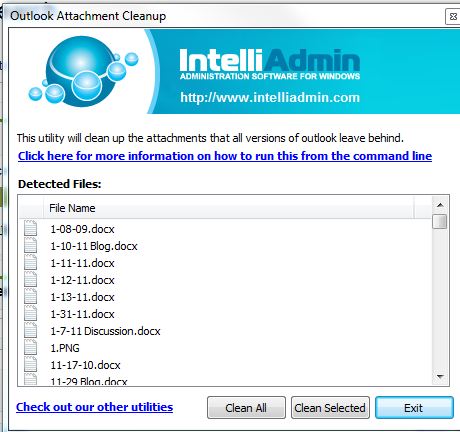 Outlook Attachment Cleanup
IntelliAdmin
ADMINISTRATION SOFTWARE FOR WINDOWS
http://www.intelliadmin.com
This utility will clean up the attachments that all versions of outlook leave behind.
Click here for more information on how to run this from the command line
Detected Files:
File Name
1-08-09.docx
1-10-11 Blog.docx
1-11-11.docx
1-12-11.docx
1-13-11.docx
1-31-11.docx
1-7-11 Discussion.docx
1.PNG
11-17-10.docx
11-29 Blog.docx
Check out our other utilities
Clean All
Clean Selected
Exit